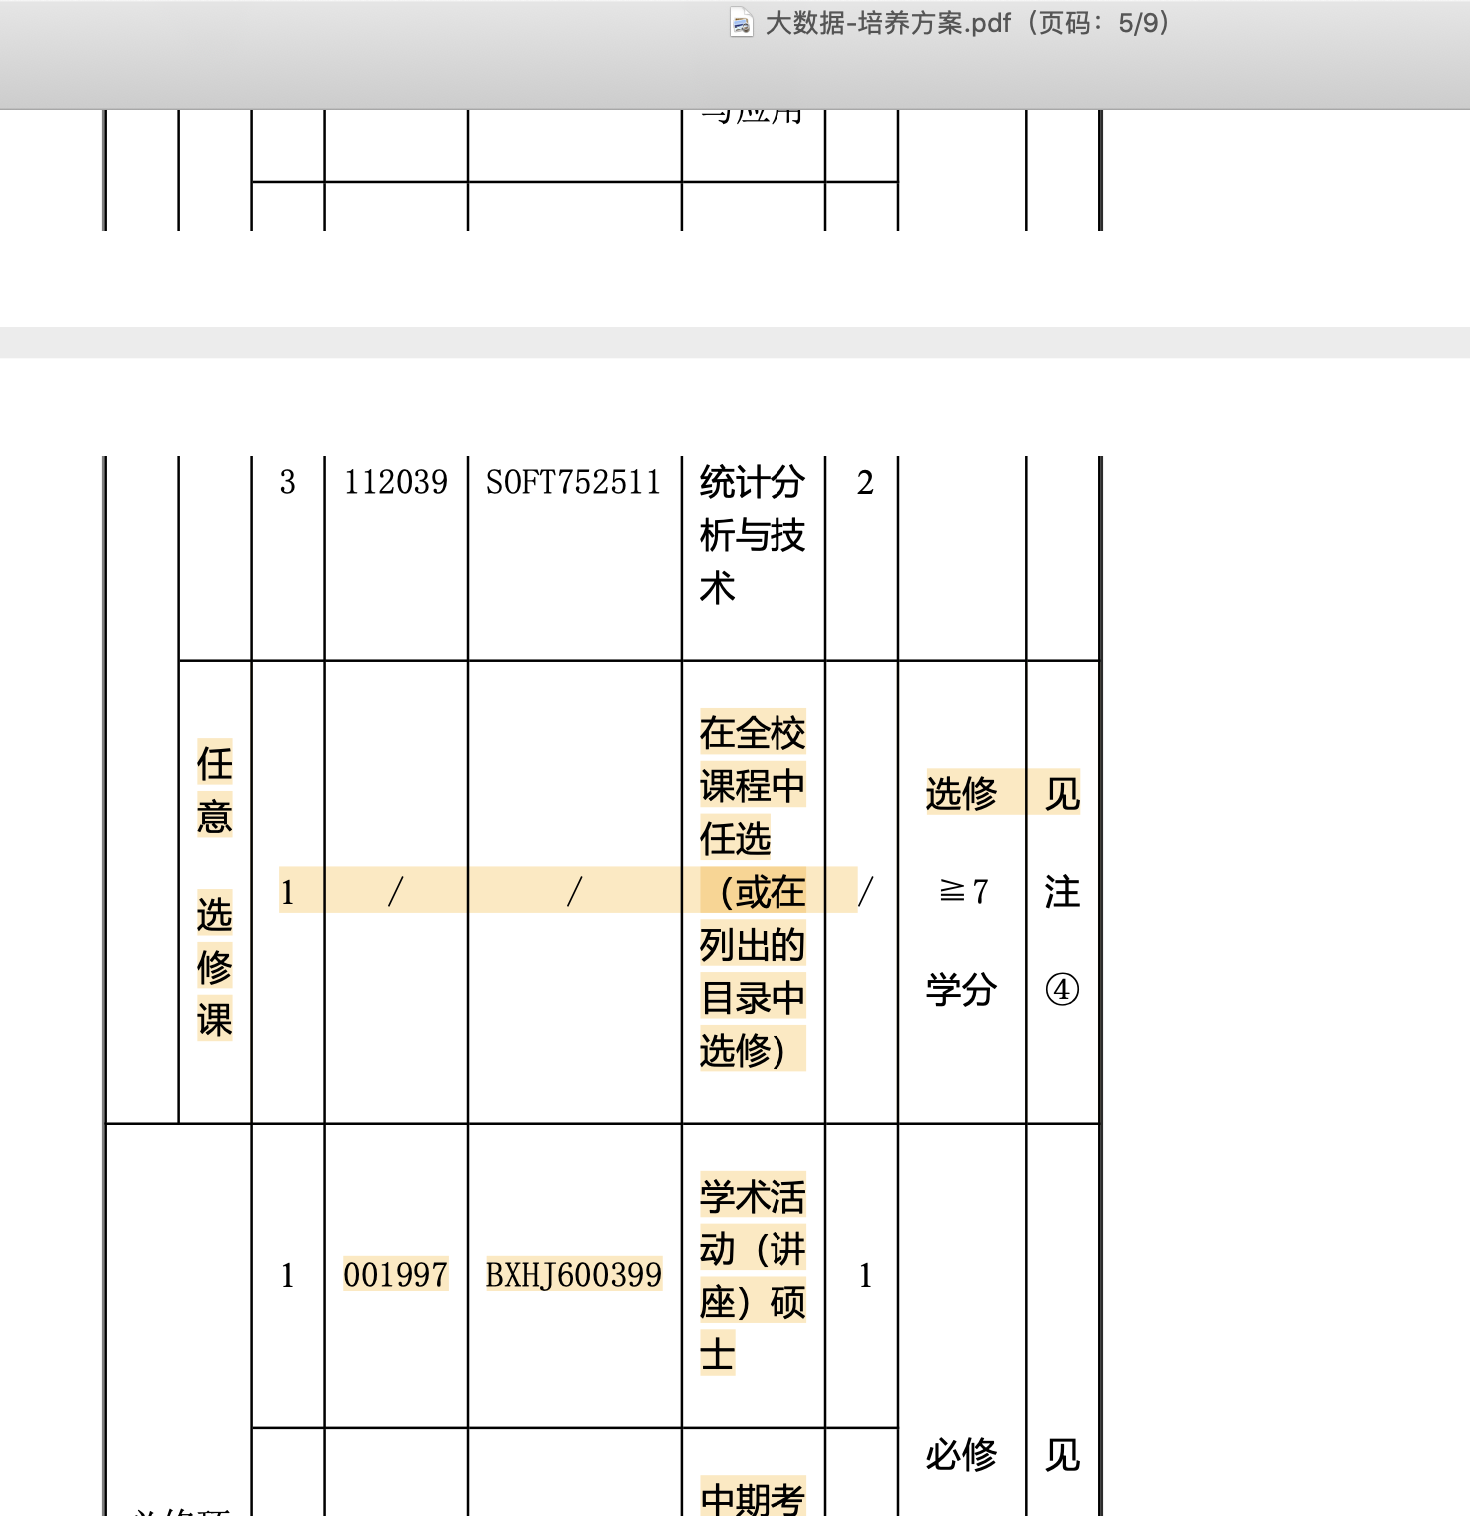 大数据-培养方案.pdf（页码：5/9）
与应用
3 112039 SOFT752511 统计分 2
析与技
术
任
意
选
修
课
1 / /
在全校
课程中
任选
（或在
列出的
目录中
选修）
/
选修
≧7
学分
见
注
④
1 001997 BXHJ600399
学术活
动（讲
座）硕
士
1
中期考
必修
见
必修项